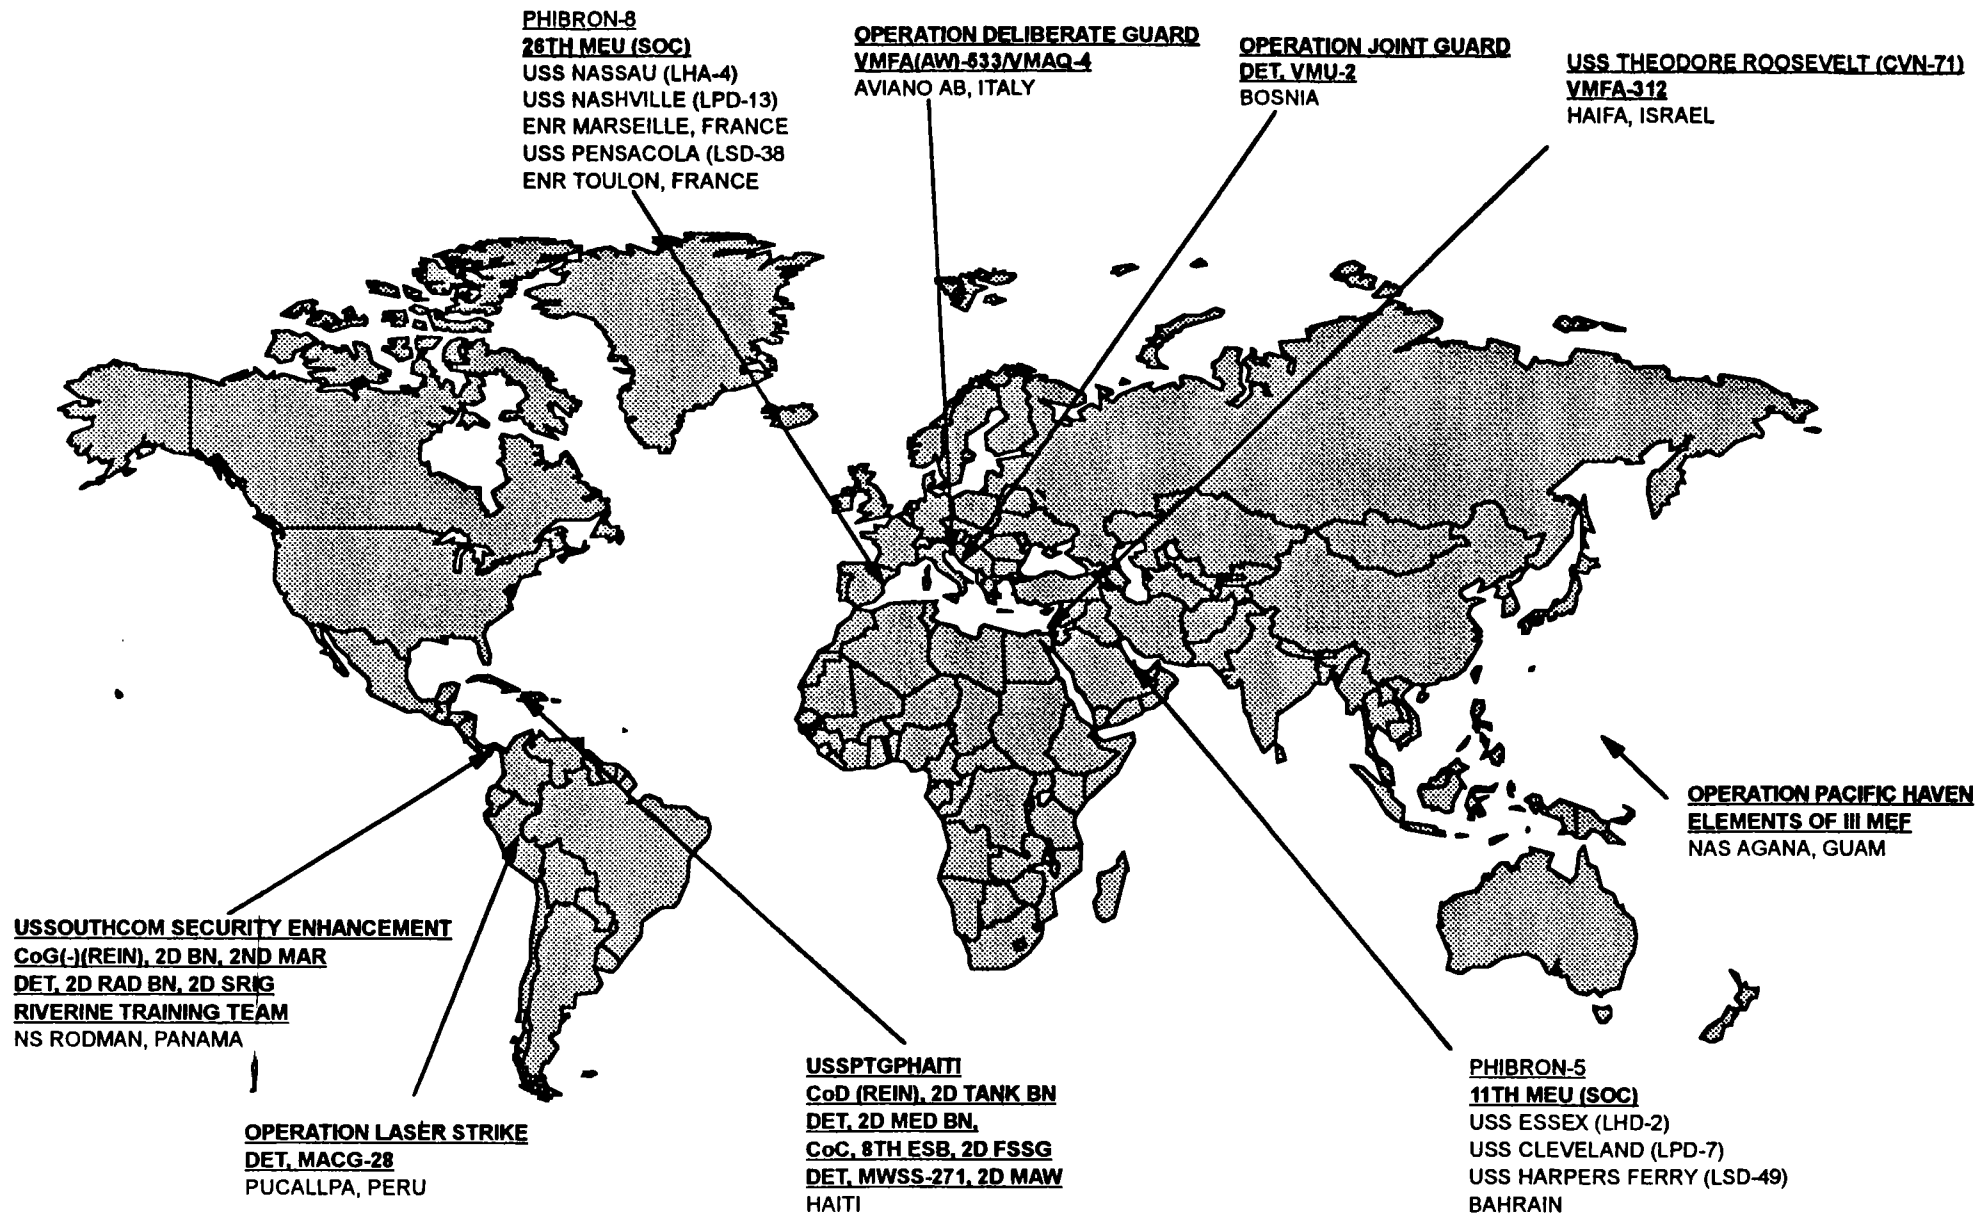 PHIBRON-8
26TH MEU (SOC)
USS NASSAU (LHA-4)
USS NASHVILLE (LPD-13)
ENR MARSEILLE, FRANCE
USS PENSACOLA (LSD-38
ENR TOULON, FRANCE
OPERATION DELIBERATE GUARD
VMFA(AW)-533/VMAQ-4
AVIANO AB, ITALY
OPERATION JOINT GUARD
DET, VMU-2
BOSNIA
USS THEODORE ROOSEVELT (CVN-71)
VMFA-312
HAIFA, ISRAEL
OPERATION PACIFIC HAVEN
ELEMENTS OF III MEF
NAS AGANA, GUAM
USSOUTHCOM SECURITY ENHANCEMENT
CoG(-)(REIN), 2D BN, 2ND MAR
DET, 2D RAD BN, 2D SRIG
RIVERINE TRAINING TEAM
NS RODMAN, PANAMA
OPERATION LASER STRIKE
DET, MACG-28
PUCALLPA, PERU
USSPTGPHAITI
CoD (REIN), 2D TANK BN
DET, 2D MED BN,
CoC, 8TH ESB, 2D FSSG
DET, MWSS-271, 2D MAW
HAITI
PHIBRON-5
11TH MEU (SOC)
USS ESSEX (LHD-2)
USS CLEVELAND (LPD-7)
USS HARPERS FERRY (LSD-49)
BAHRAIN